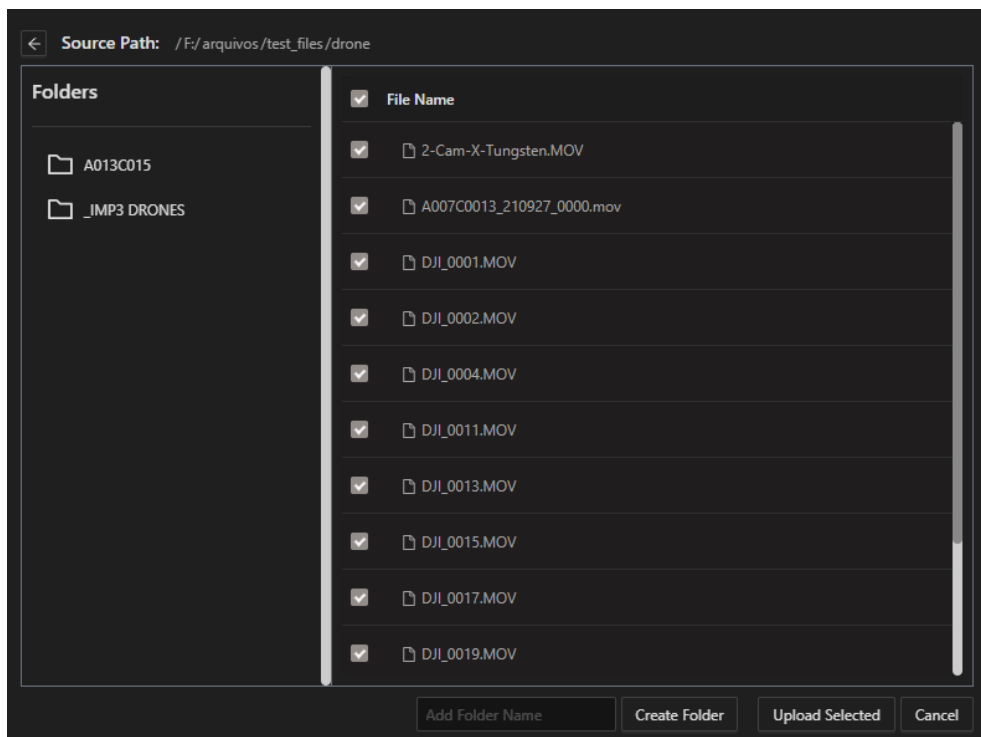 Source Path: /F:/arquivos/test_files/drone
Folders
A013C015
_IMP3 DRONES
File Name
2-Cam-X-Tungsten.MOV
A007C0013_210927_0000.mov
DJI_0001.MOV
DJI_0002.MOV
DJI_0004.MOV
DJI_0011.MOV
DJI_0013.MOV
DJI_0015.MOV
DJI_0017.MOV
DJI_0019.MOV
Add Folder Name Create Folder Upload Selected Cancel